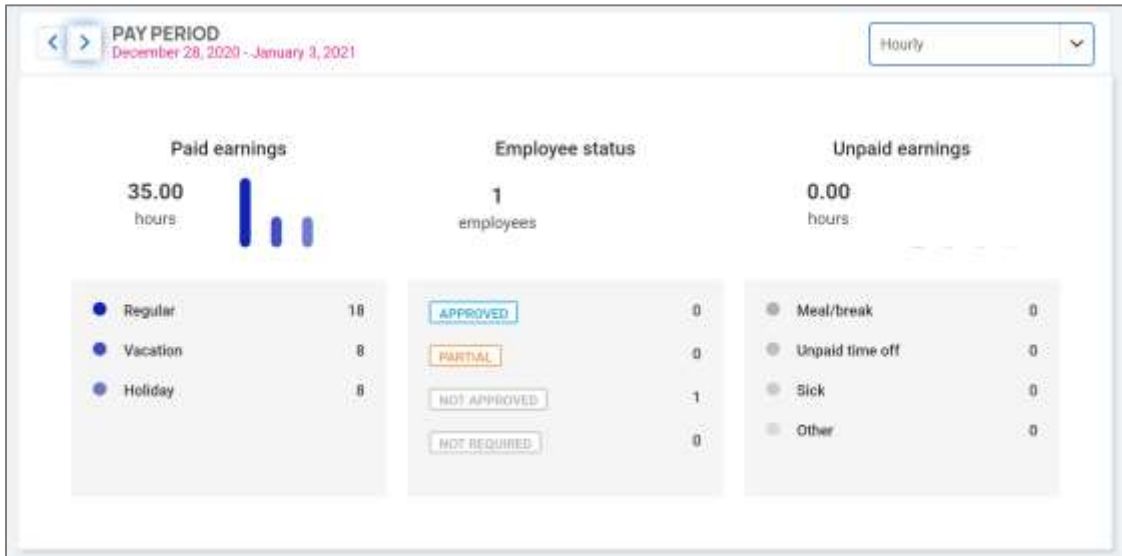 PAY PERIOD
December 28, 2020 - January 3, 2021
Hourly
Paid earnings
35.00
hours
Regular 18
Vacation 8
Holiday 8
Employee status
1
employees
APPROVED 0
PARTIAL 0
NOT APPROVED 1
NOT REQUIRED 0
Unpaid earnings
0.00
hours
Meal/break 0
Unpaid time off 0
Sick 0
Other 0